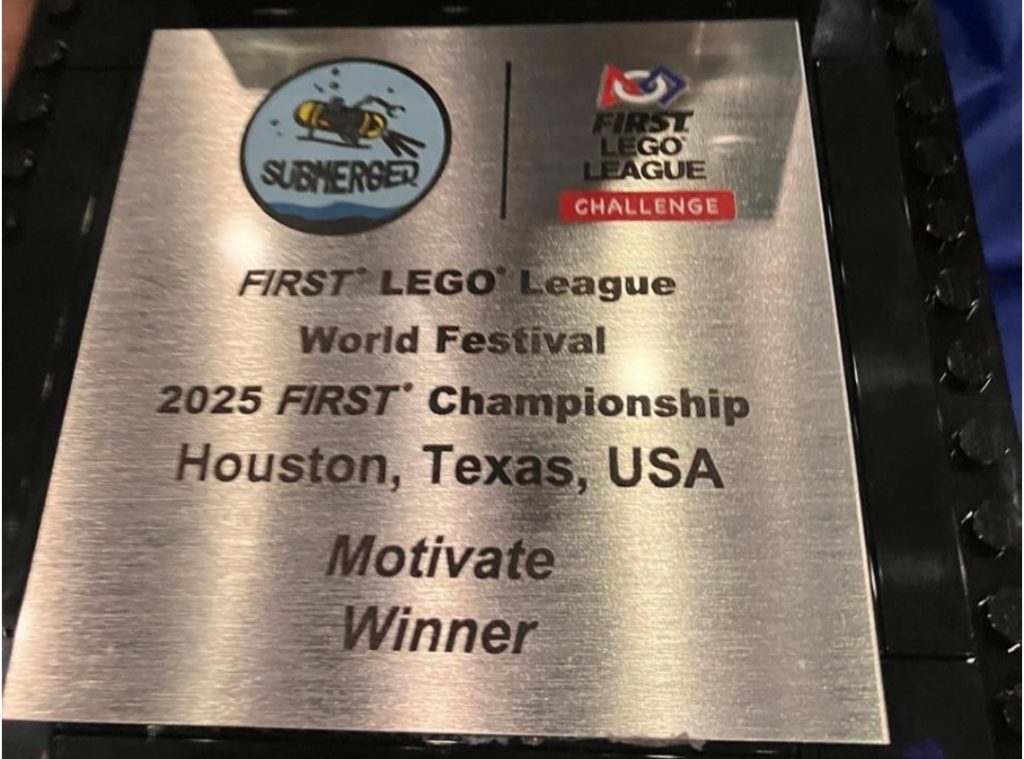 SUBMERGED
FIRST
LEGO®
LEAGUE
CHALLENGE
FIRST® LEGO® League
World Festival
2025 FIRST® Championship
Houston, Texas, USA
Motivate
Winner